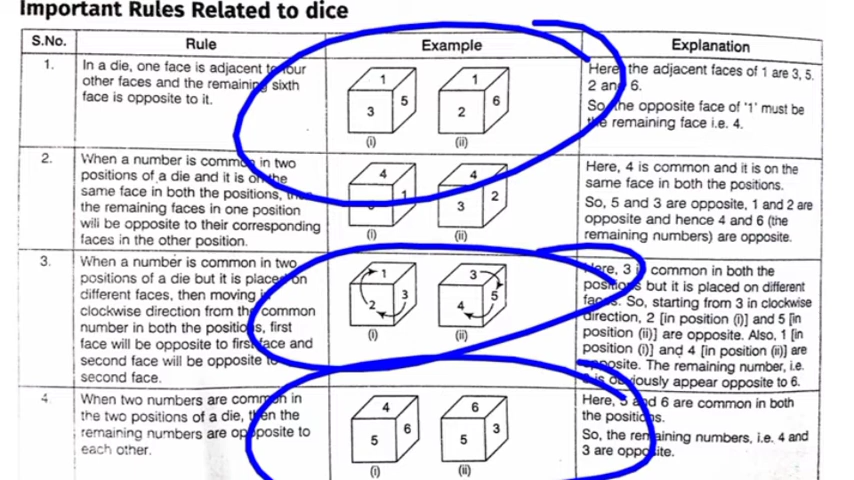 Important Rules Related to dice
S.No.
Rule
Example
Explanation
1.
In a die, one face is adjacent to four
other faces and the remaining sixth
face is opposite to it.
1
3
5
(i)
1
2
6
(ii)
Here, the adjacent faces of 1 are 3, 5.
2 and 6.
So, the opposite face of '1' must be
the remaining face i.e. 4.
2.
When a number is common in two
positions of a die and it is on the
same face in both the positions, then
the remaining faces in one position
will be opposite to their corresponding
faces in the other position.
4
1
(i)
4
3
2
(ii)
Here, 4 is common and it is on the
same face in both the positions.
So, 5 and 3 are opposite, 1 and 2 are
opposite and hence 4 and 6 (the
remaining numbers) are opposite.
3.
When a number is common in two
positions of a die but it is placed on
different faces, then moving in
clockwise direction from the common
number in both the positions, first
face will be opposite to first face and
second face will be opposite to
second face.
1
2
3
(i)
3
4
5
(ii)
Here, 3 is common in both the
positions but it is placed on different
faces. So, starting from 3 in clockwise
direction, 2 [in position (i)] and 5 [in
position (ii)] are opposite. Also, 1 [in
position (i)] and 4 [in position (ii)] are
opposite. The remaining number, i.e.
is obviously appear opposite to 6.
4.
When two numbers are common in
the two positions of a die, then the
remaining numbers are opposite to
each other.
4
5
6
(i)
6
5
3
(ii)
Here, 5 and 6 are common in both
the positions.
So, the remaining numbers, i.e. 4 and
3 are opposite.